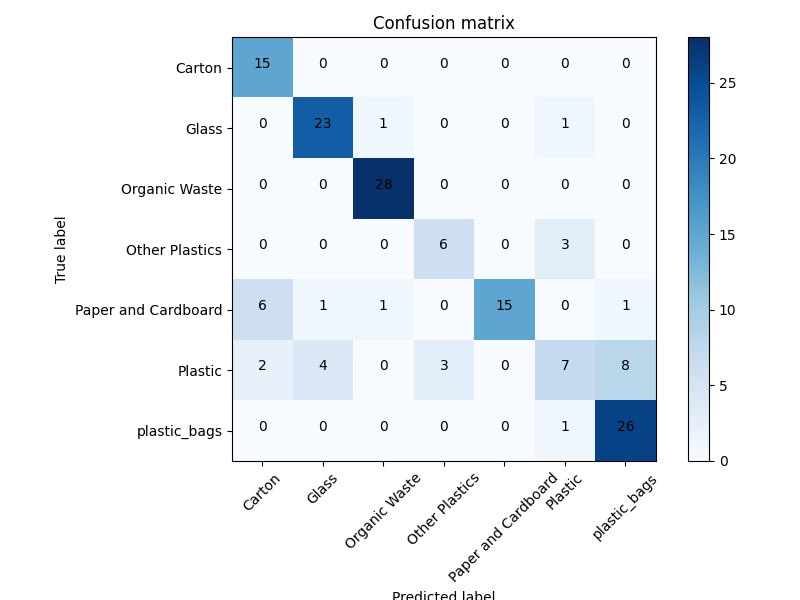 Confusion matrix
Carton 15 0 0 0 0 0 0
Glass 0 23 1 0 0 1 0
Organic Waste 0 0 28 0 0 0 0
Other Plastics 0 0 0 6 0 3 0
Paper and Cardboard 6 1 1 0 15 0 1
Plastic 2 4 0 3 0 7 8
plastic_bags 0 0 0 0 0 1 26
True label
Carton
Glass
Organic Waste
Other Plastics
Paper and Cardboard
Plastic
plastic_bags
Predicted label
25
20
15
10
5
0